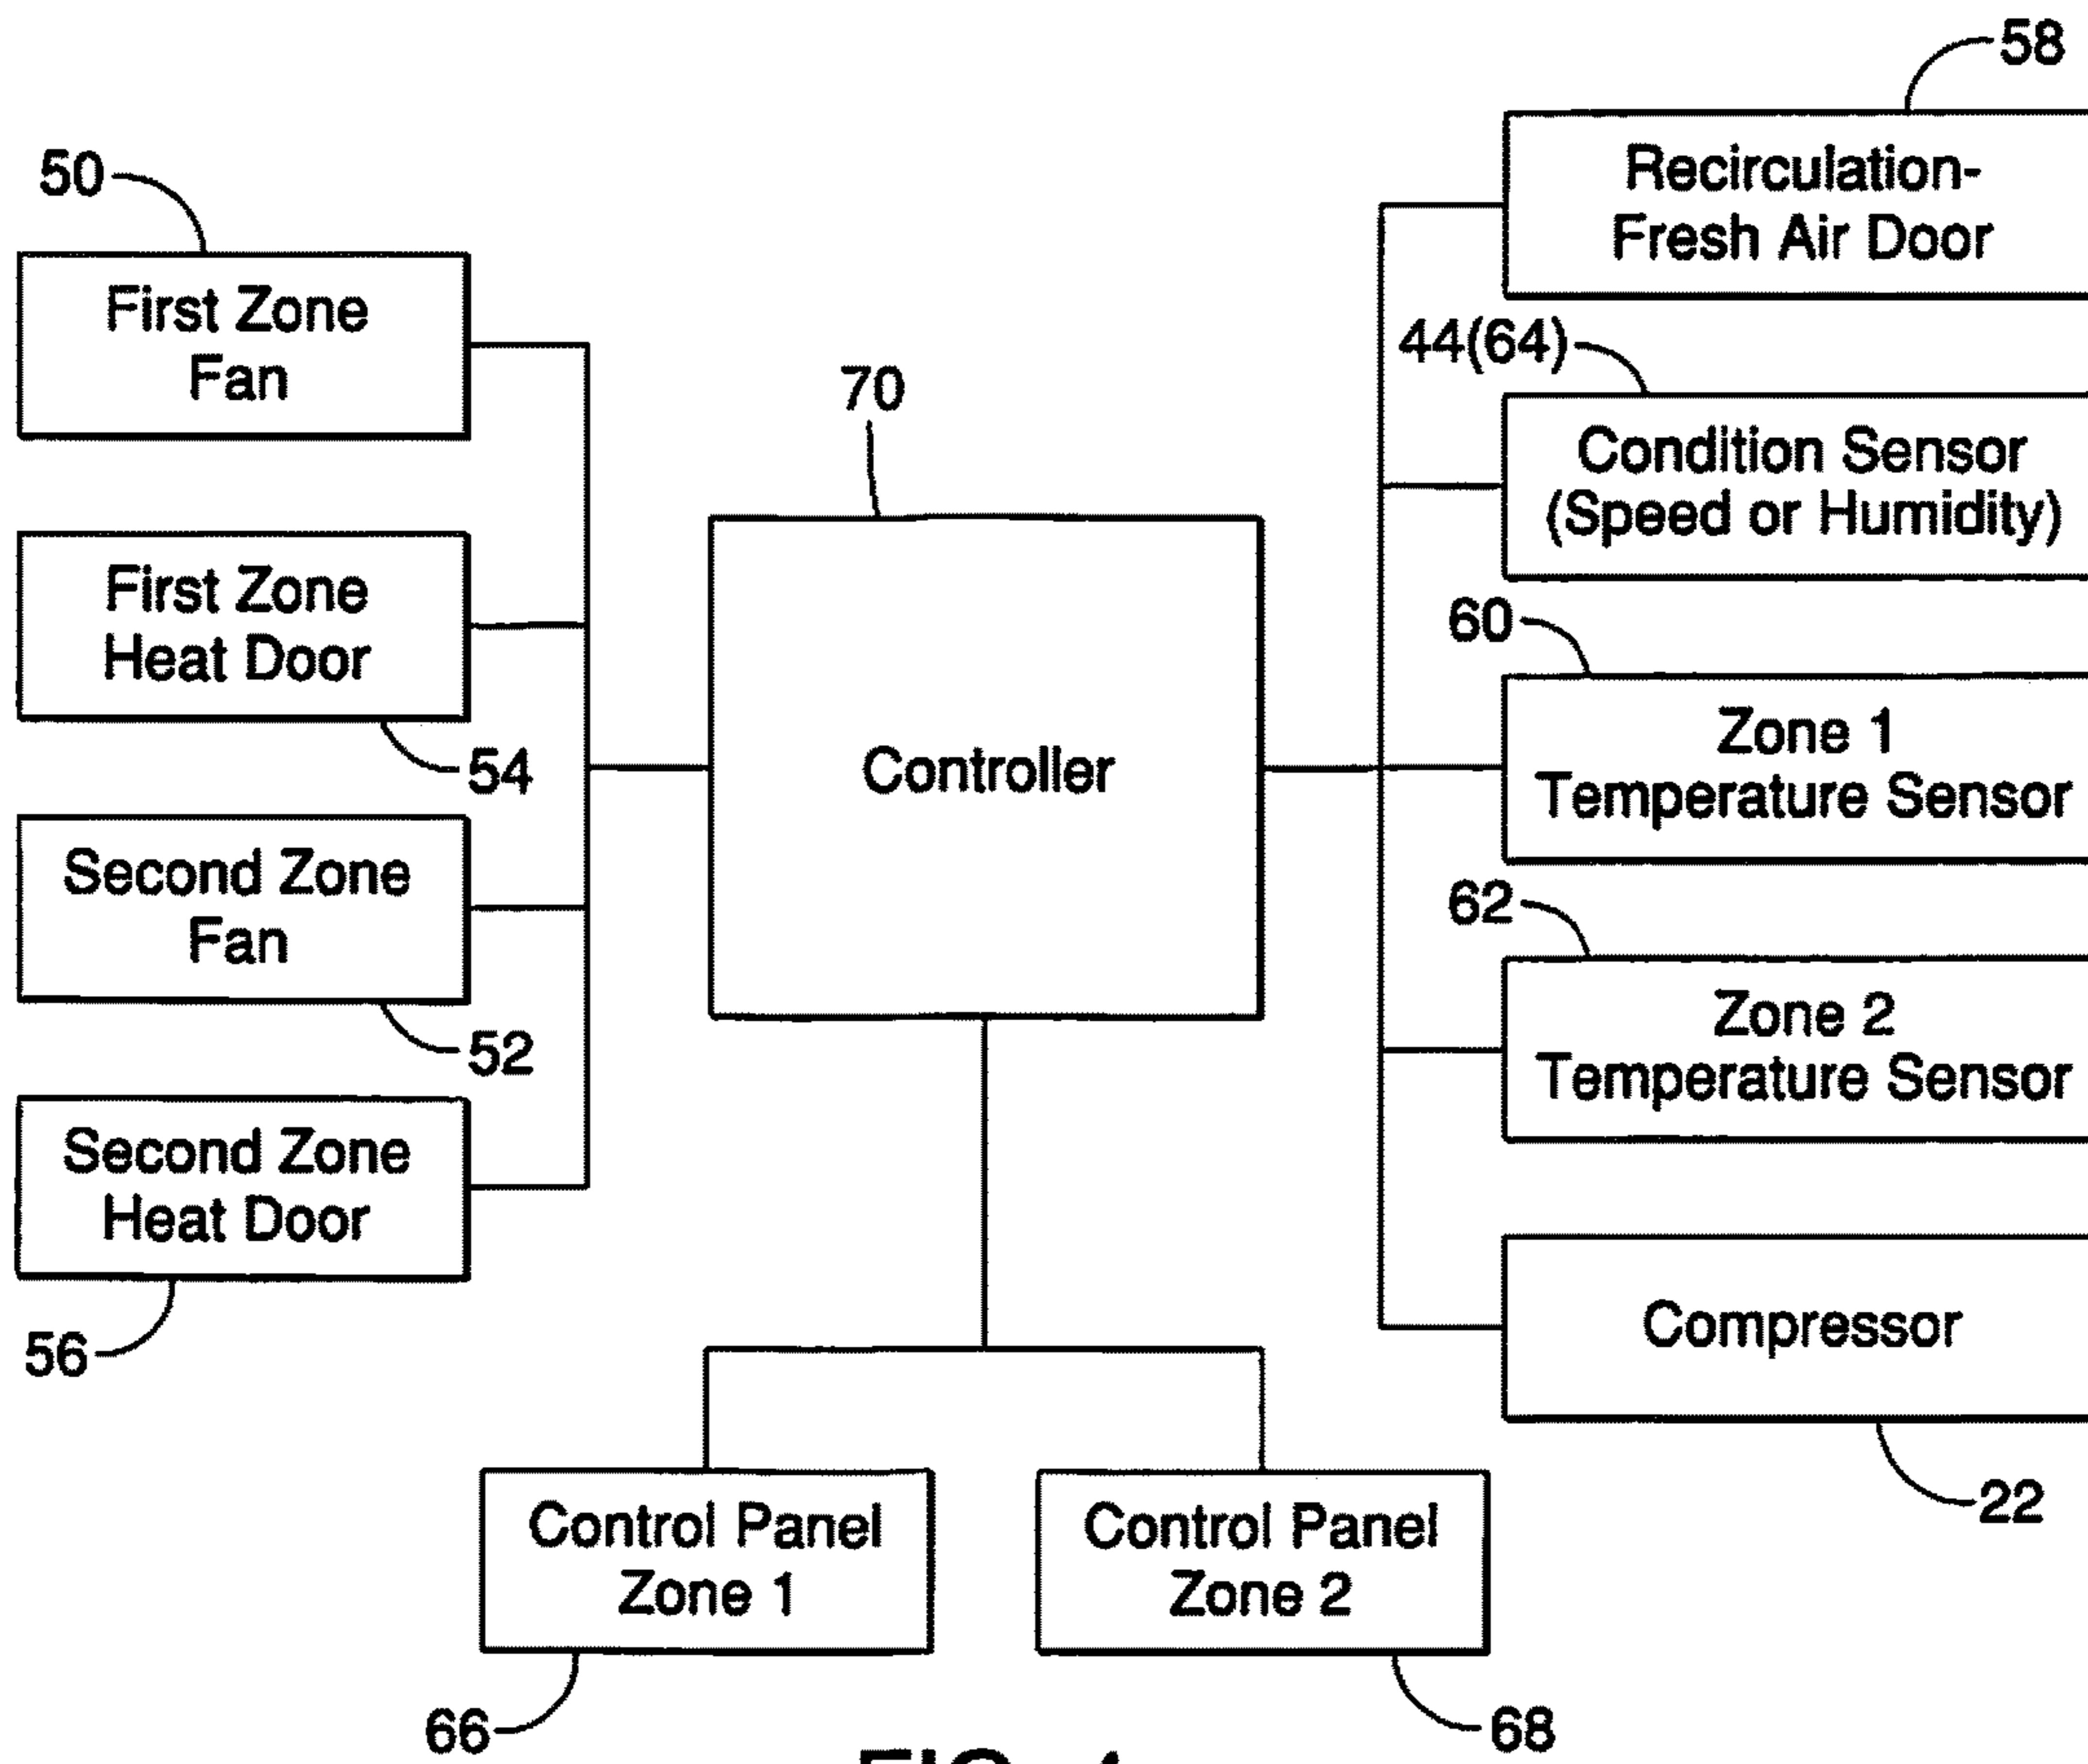 58
Recirculation-
Fresh Air Door
50
First Zone
Fan
44(64)
Condition Sensor
(Speed or Humidity)
70
First Zone
Heat Door
54
Controller
60
Zone 1
Temperature Sensor
Second Zone
Fan
52
62
Zone 2
Temperature Sensor
Second Zone
Heat Door
56
Compressor
22
Control Panel
Zone 1
66
Control Panel
Zone 2
68